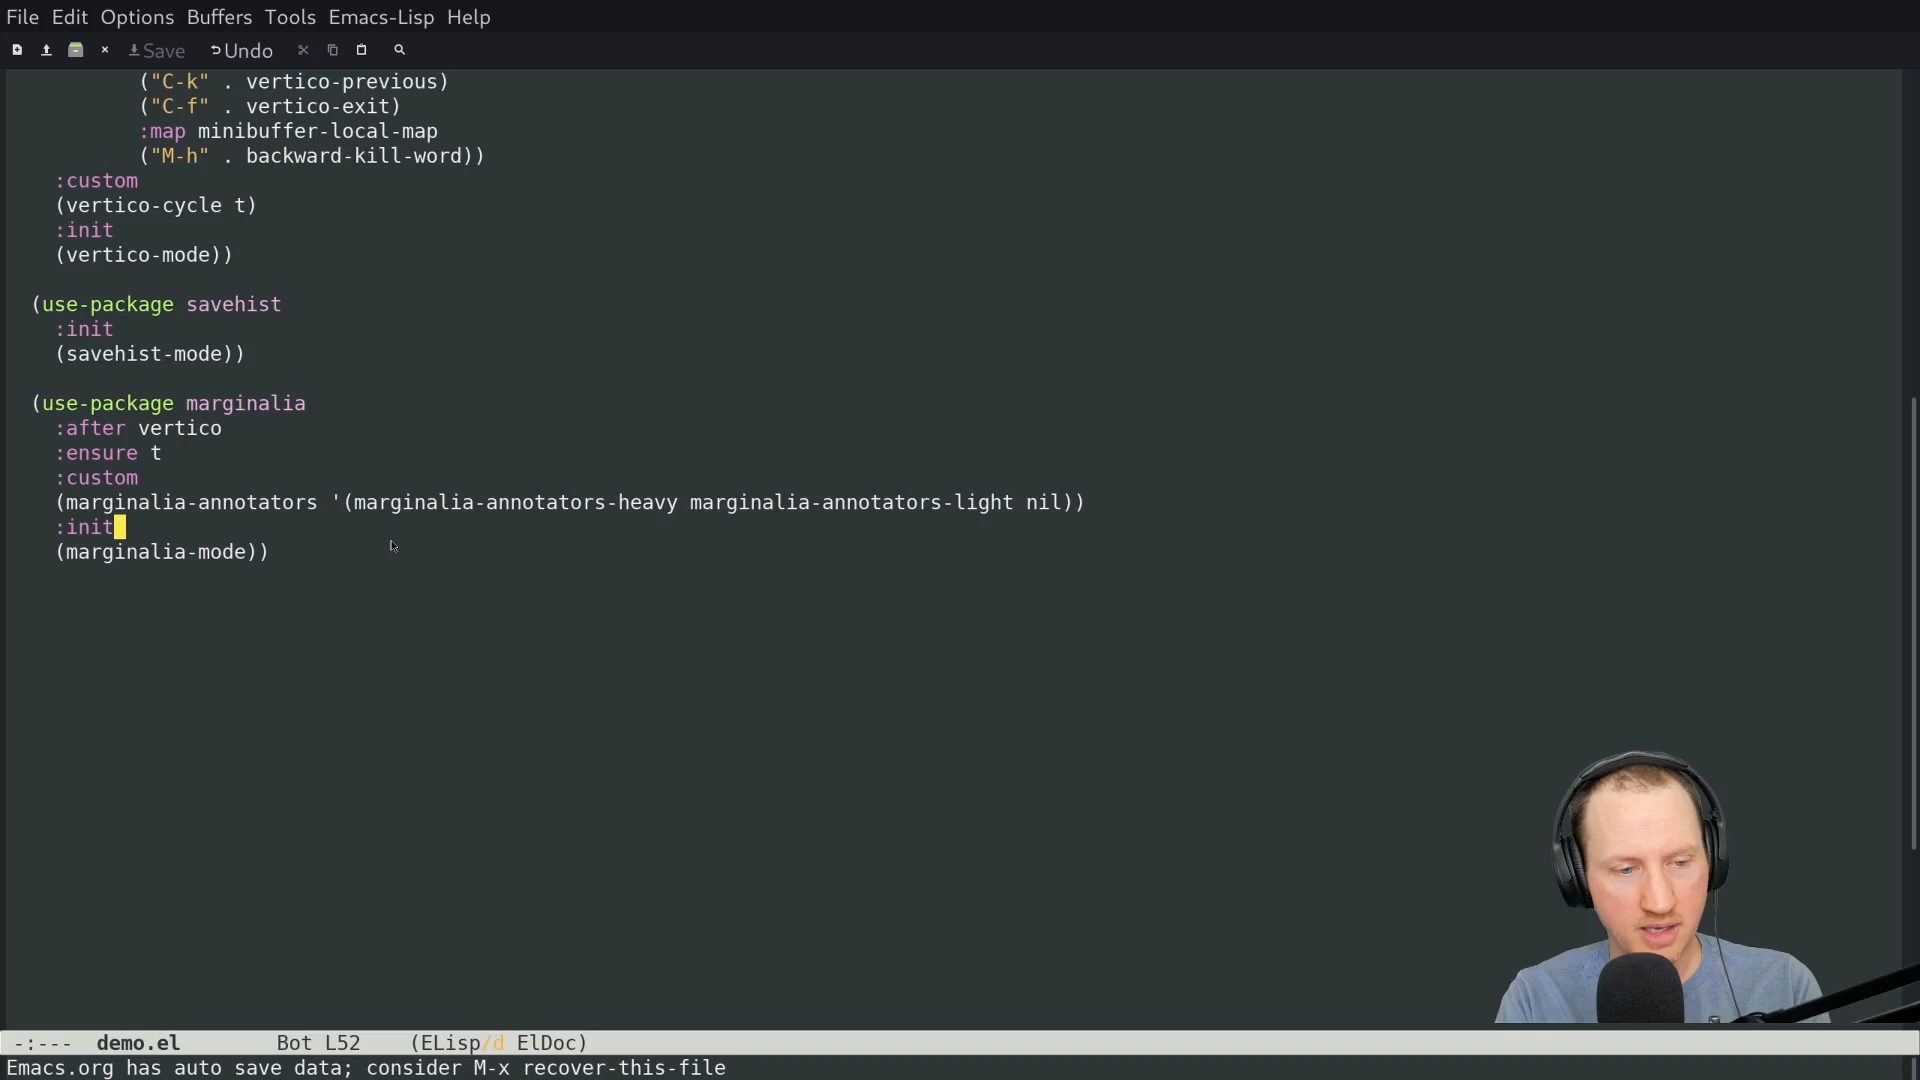 File Edit Options Buffers Tools Emacs-Lisp Help
Save Undo
("C-k" . vertico-previous)
("C-f" . vertico-exit)
:map minibuffer-local-map
("M-h" . backward-kill-word))
:custom
(vertico-cycle t)
:init
(vertico-mode))
(use-package savehist
:init
(savehist-mode))
(use-package marginalia
:after vertico
:ensure t
:custom
(marginalia-annotators '(marginalia-annotators-heavy marginalia-annotators-light nil))
:init
(marginalia-mode))
-:--- demo.el Bot L52 (ELisp/d ElDoc)
Emacs.org has auto save data; consider M-x recover-this-file